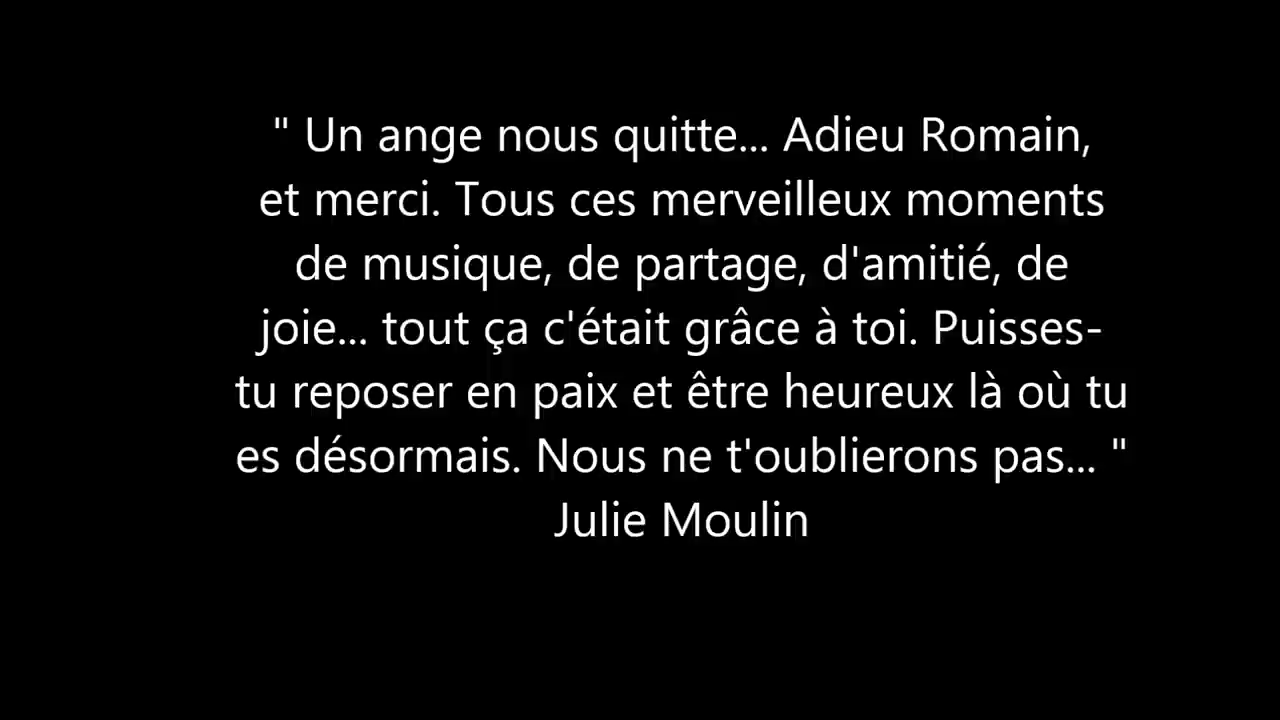 " Un ange nous quitte... Adieu Romain,
et merci. Tous ces merveilleux moments
de musique, de partage, d'amitié, de
joie... tout ça c'était grâce à toi. Puisses-
tu reposer en paix et être heureux là où tu
es désormais. Nous ne t'oublierons pas... "
Julie Moulin